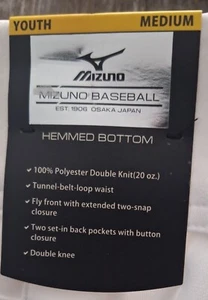 YOUTH MEDIUM
MIZUNO
MIZUNO BASEBALL
EST. 1906 OSAKA JAPAN
HEMMED BOTTOM
✓ 100% Polyester Double Knit(20 oz.)
✓ Tunnel-belt-loop waist
✓ Fly front with extended two-snap
closure
✓ Two set-in back pockets with button
closure
✓ Double knee